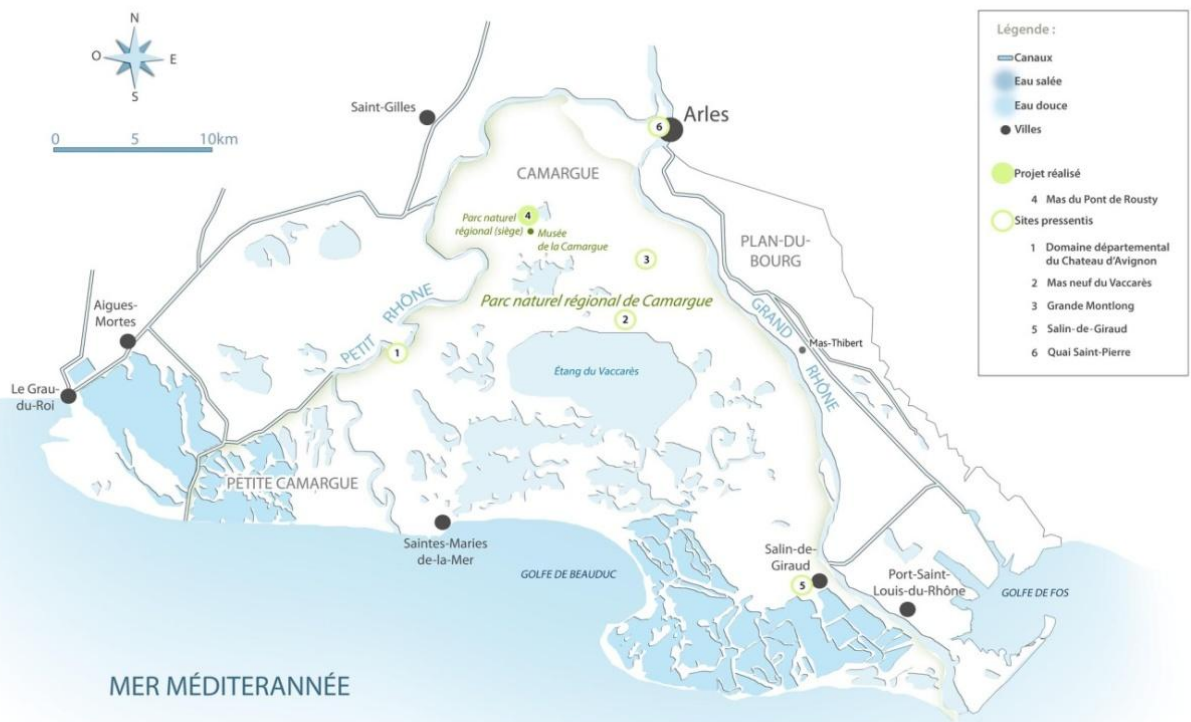 N
O
E
S
0
5
10km
Saint-Gilles
6
Arles
CAMARGUE
Parc naturel
régional (siège)
4
Musée
de la Camargue
3
PLAN-DU-
BOURG
Parc naturel régional de Camargue
2
PETIT RHÔNE
1
GRAND RHÔNE
Mas-Thibert
Aigues-
Mortes
Le Grau-
du-Roi
Étang du Vaccarès
PETITE CAMARGUE
Saintes-Maries
de-la-Mer
GOLFE DE BEAUDUC
Salin-de-
Giraud
5
Port-Saint-
Louis-du-Rhône
GOLFE DE FOS
MER MÉDITERANNÉE
Légende :
Canaux
Eau salée
Eau douce
Villes
Projet réalisé
4 Mas du Pont de Rousty
Sites pressentis
1 Domaine départemental
du Chateau d'Avignon
2 Mas neuf du Vaccarès
3 Grande Montlong
5 Salin-de-Giraud
6 Quai Saint-Pierre